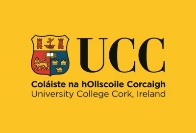 UCC
Coláiste na hOllscoile Corcaigh
University College Cork, Ireland